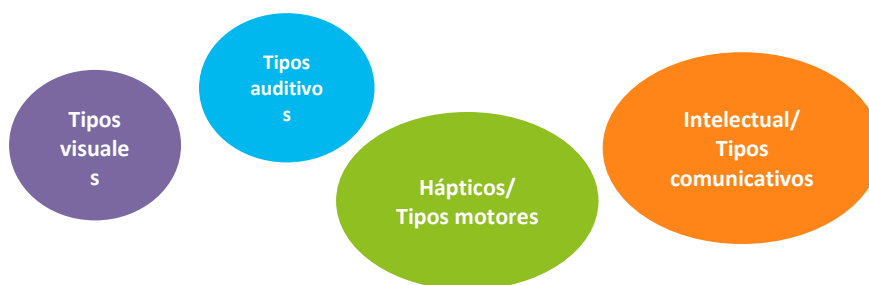 Tipos
visuale
s
Tipos
auditivo
s
Hápticos/
Tipos motores
Intelectual/
Tipos
comunicativos